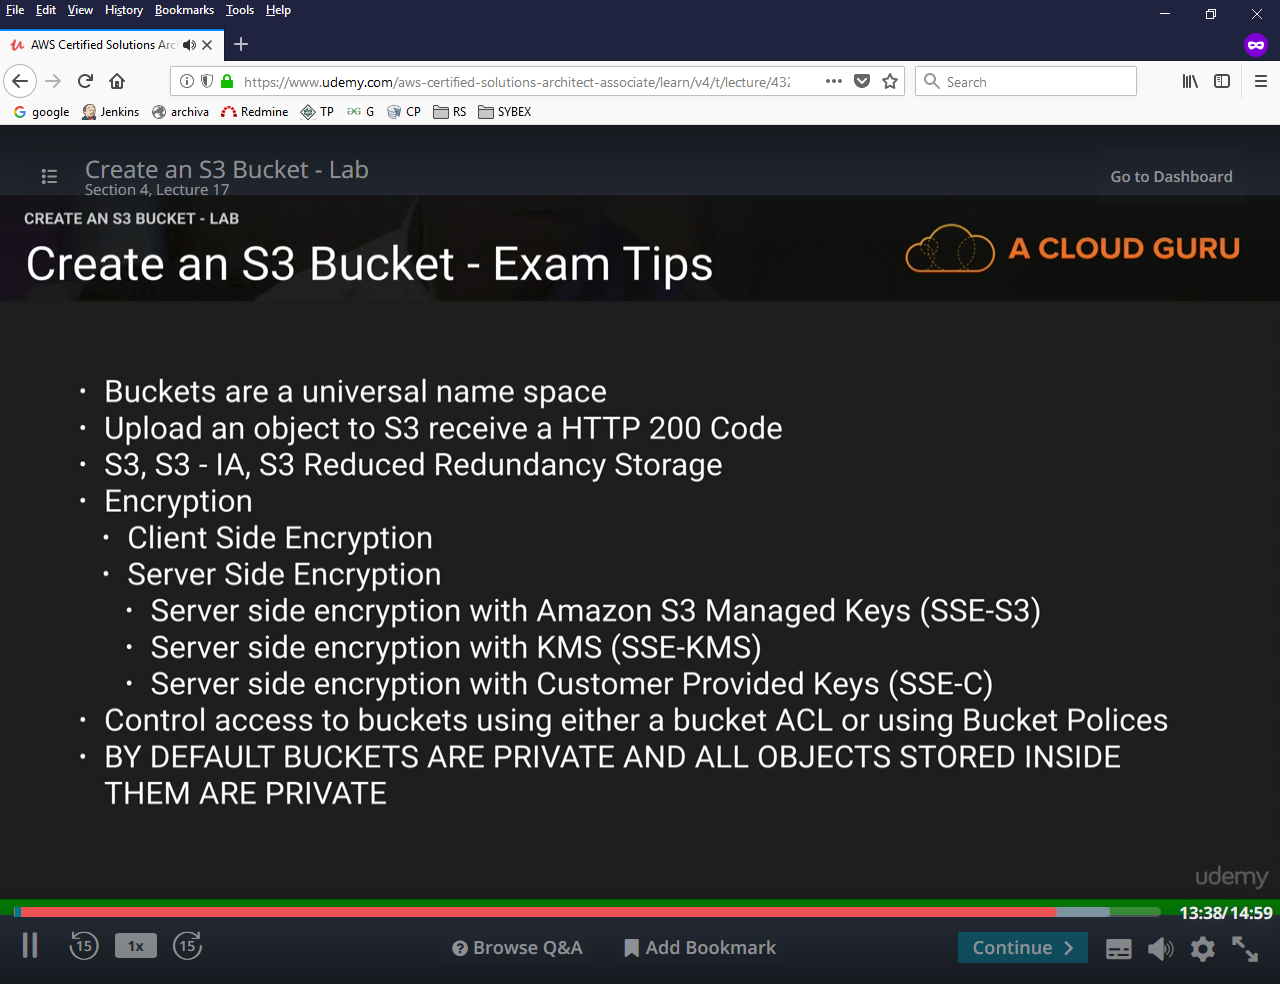 File Edit View History Bookmarks Tools Help
AWS Certified Solutions Arc
https://www.udemy.com/aws-certified-solutions-architect-associate/learn/v4/t/lecture/432
Search
google Jenkins archiva Redmine TP G CP RS SYBEX
Create an S3 Bucket - Lab
Section 4, Lecture 17
Go to Dashboard
CREATE AN S3 BUCKET - LAB
Create an S3 Bucket - Exam Tips
A CLOUD GURU
• Buckets are a universal name space
• Upload an object to S3 receive a HTTP 200 Code
• S3, S3 - IA, S3 Reduced Redundancy Storage
• Encryption
• Client Side Encryption
• Server Side Encryption
• Server side encryption with Amazon S3 Managed Keys (SSE-S3)
• Server side encryption with KMS (SSE-KMS)
• Server side encryption with Customer Provided Keys (SSE-C)
• Control access to buckets using either a bucket ACL or using Bucket Polices
• BY DEFAULT BUCKETS ARE PRIVATE AND ALL OBJECTS STORED INSIDE
THEM ARE PRIVATE
udemy
13:38/14:59
15 1x 15 Browse Q&A Add Bookmark Continue